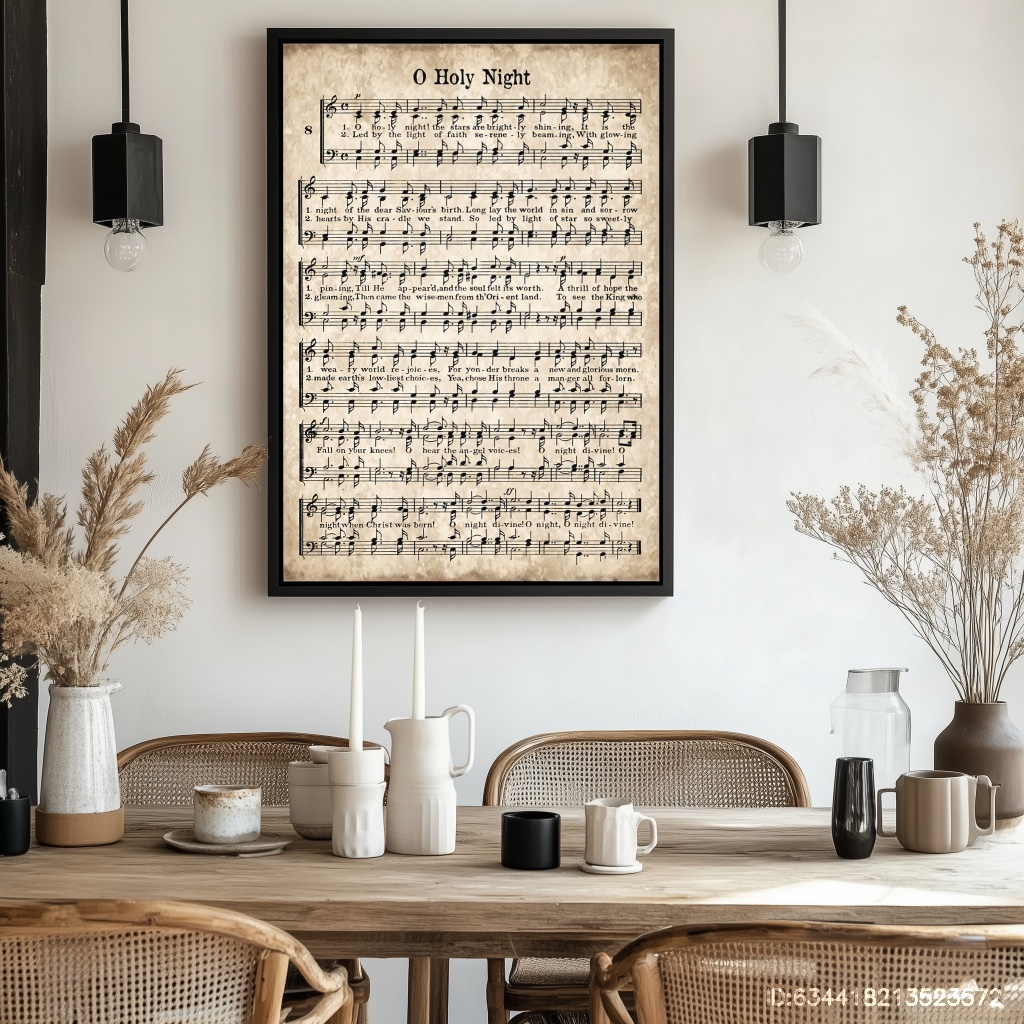 O Holy Night
p
8
1. O ho-ly night! the stars are bright-ly shin-ing, It is the
2. Led by the light of faith se-rene-ly beam-ing, With glow-ing
1. night of the dear Sav-iour's birth. Long lay the world in sin and sor-row
2. hearts by His cra-dle we stand. So led by light of star so sweet-ly
mf p
1. pin-ing, Till He ap-pear'd, and the soul felt its worth. A thrill of hope the
2. gleam-ing, Then came the wise-men from th'Ori-ent land. To see the King who
1. wea-ry world re-joic-es, For yon-der breaks a new and glorious morn.
2. made earth's low-liest choic-es, Yea, chose His throne a man-ger all for-lorn.
Fall on your knees! O hear the an-gel voic-es! O night di-vine! O
ff
night when Christ was born! O night di-vine! O night, O night di-vine!
ID:634418213523572